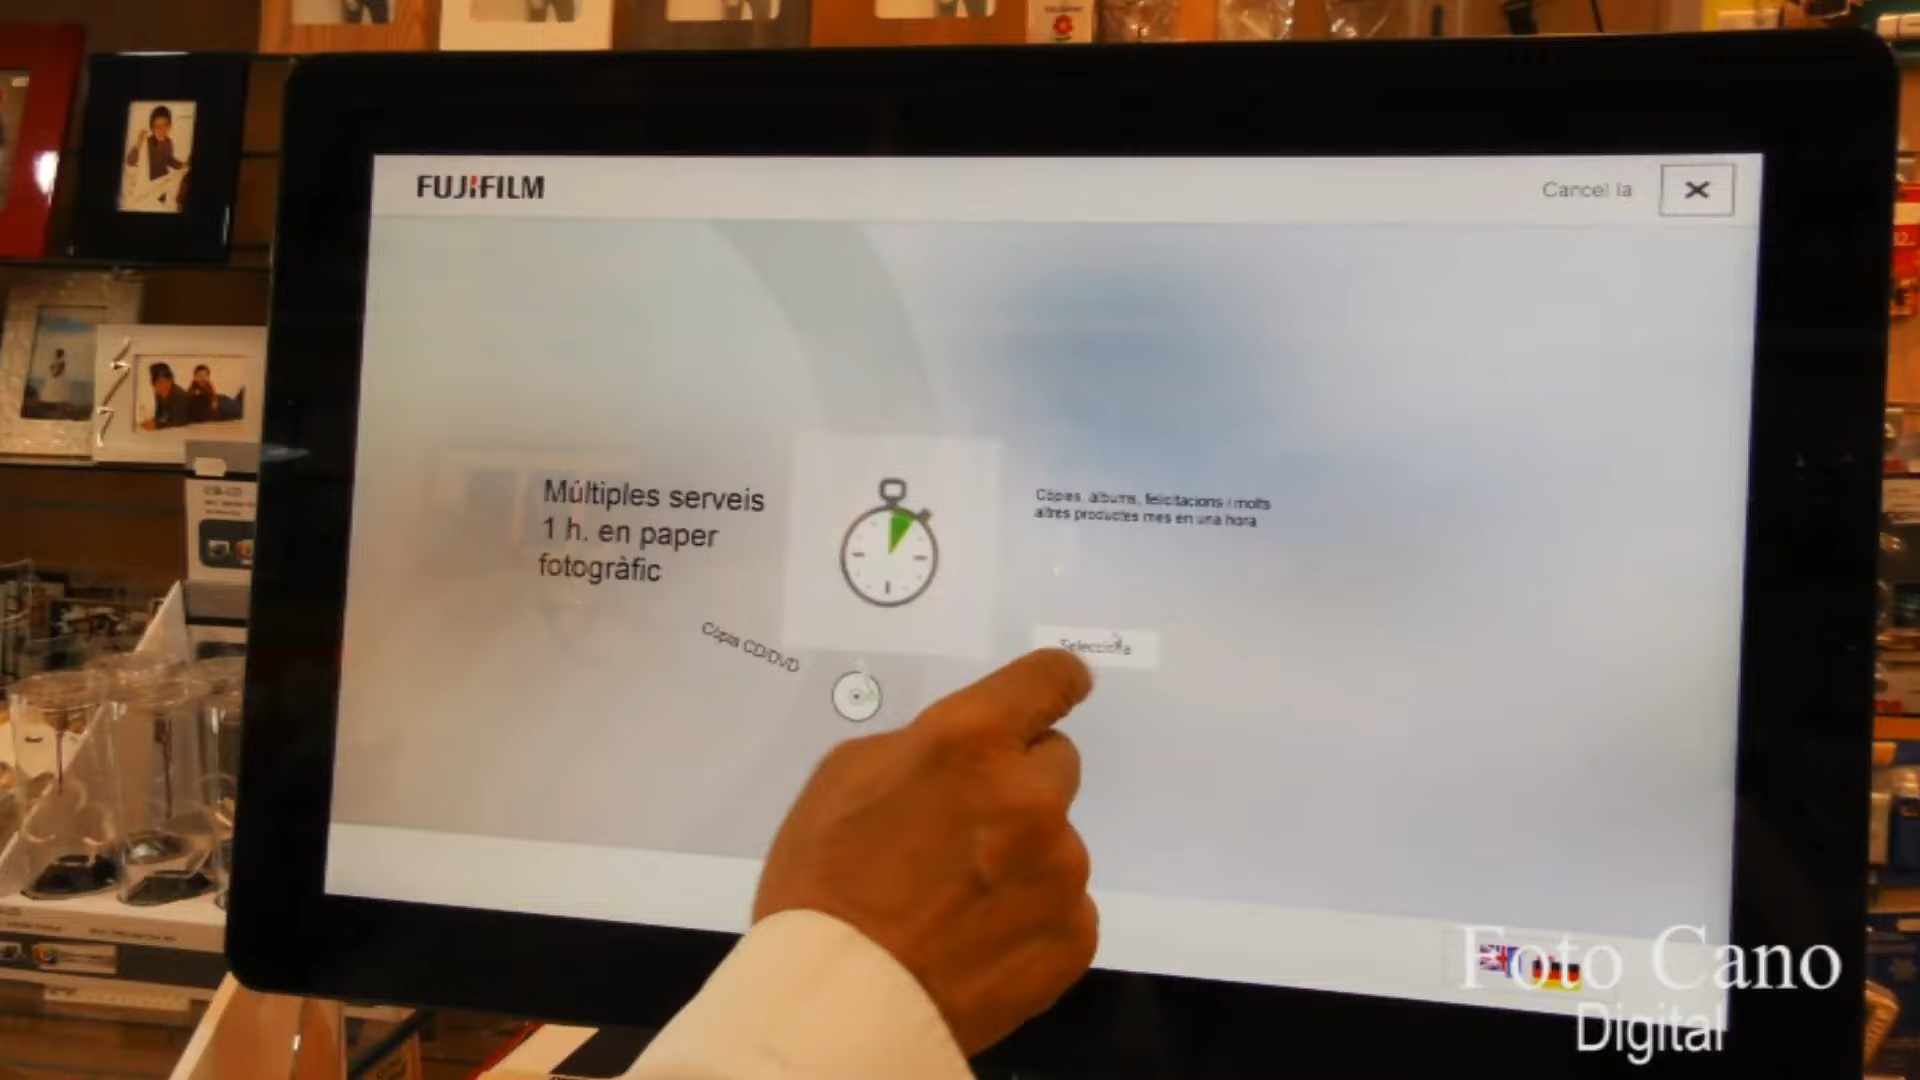 FUJIFILM
Cancel la
Múltiples serveis
1 h. en paper
fotogràfic
Còpies, àlbums, felicitacions i molts
altres productes mes en una hora
Còpia CD/DVD
Selecciona
Foto Cano
Digital